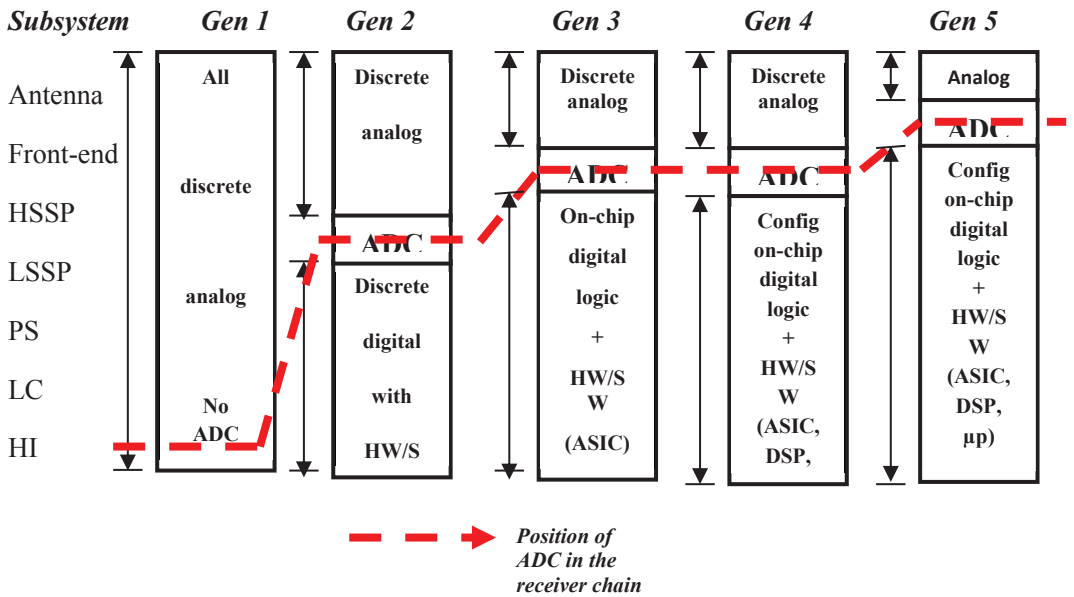 Subsystem Gen 1 Gen 2 Gen 3 Gen 4 Gen 5
Antenna
Front-end
HSSP
LSSP
PS
LC
HI
All
discrete
analog
No
ADC
Discrete
analog
ADC
Discrete
digital
with
HW/S
Discrete
analog
ADC
On-chip
digital
logic
+
HW/S
W
(ASIC)
Discrete
analog
ADC
Config
on-chip
digital
logic
+
HW/S
W
(ASIC,
DSP,
Analog
ADC
Config
on-chip
digital
logic
+
HW/S
W
(ASIC,
DSP,
µp)
Position of
ADC in the
receiver chain